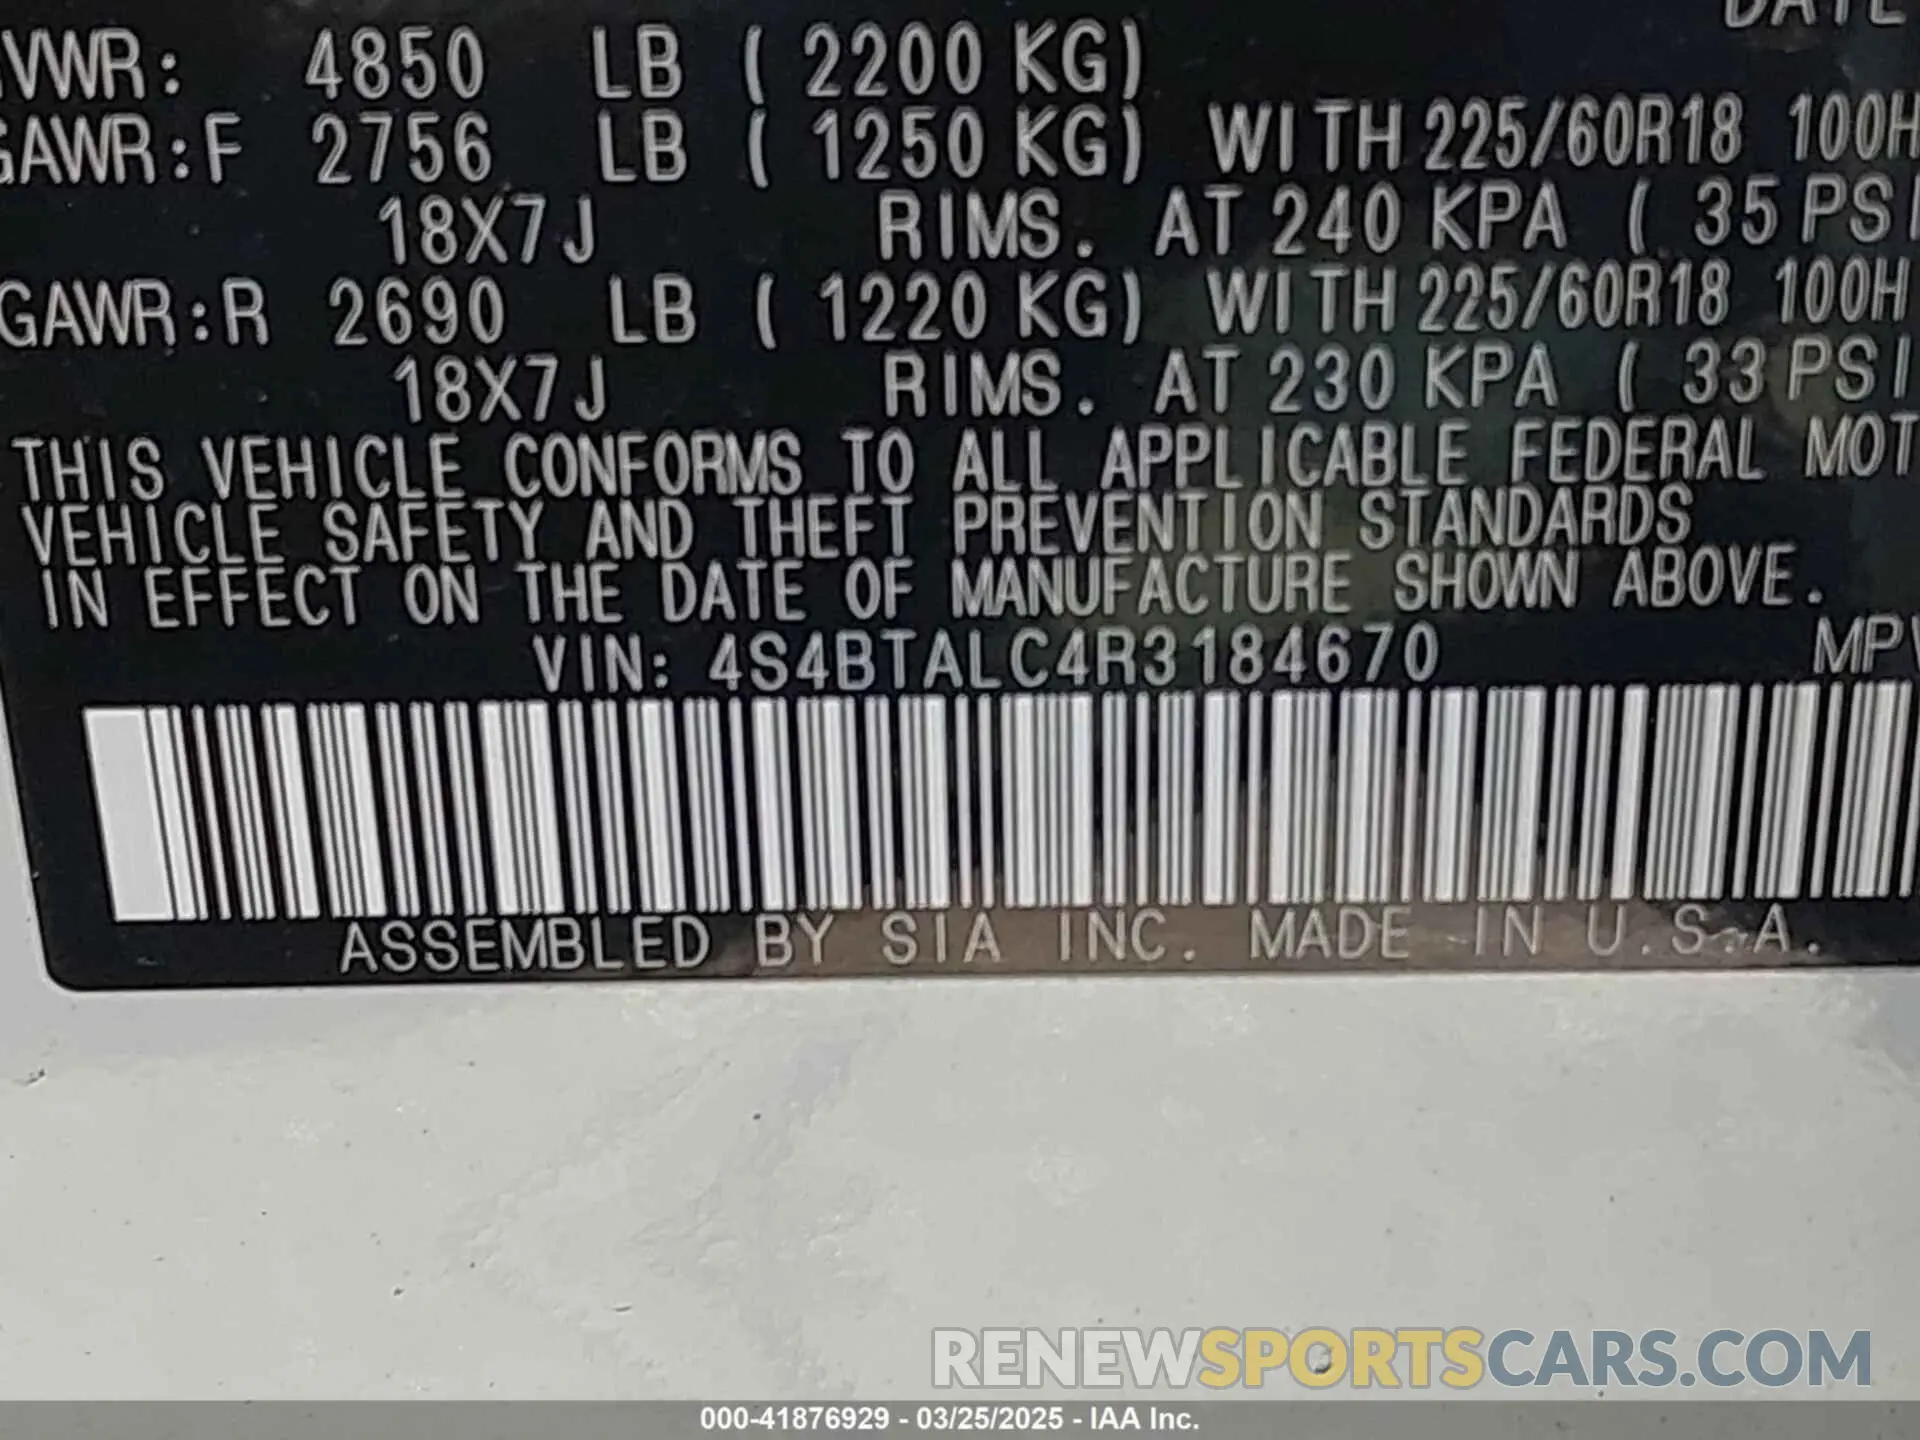 DATE
GVWR: 4850 LB ( 2200 KG)
GAWR:F 2756 LB ( 1250 KG) WITH 225/60R18 100H
18X7J RIMS. AT 240 KPA ( 35 PSI
GAWR:R 2690 LB ( 1220 KG) WITH 225/60R18 100H
18X7J RIMS. AT 230 KPA ( 33 PSI
THIS VEHICLE CONFORMS TO ALL APPLICABLE FEDERAL MOT
VEHICLE SAFETY AND THEFT PREVENTION STANDARDS
IN EFFECT ON THE DATE OF MANUFACTURE SHOWN ABOVE.
VIN: 4S4BTALC4R3184670 MPV
ASSEMBLED BY SIA INC. MADE IN U.S.A.
RENEWSPORTSCARS.COM
000-41876929 - 03/25/2025 - IAA Inc.